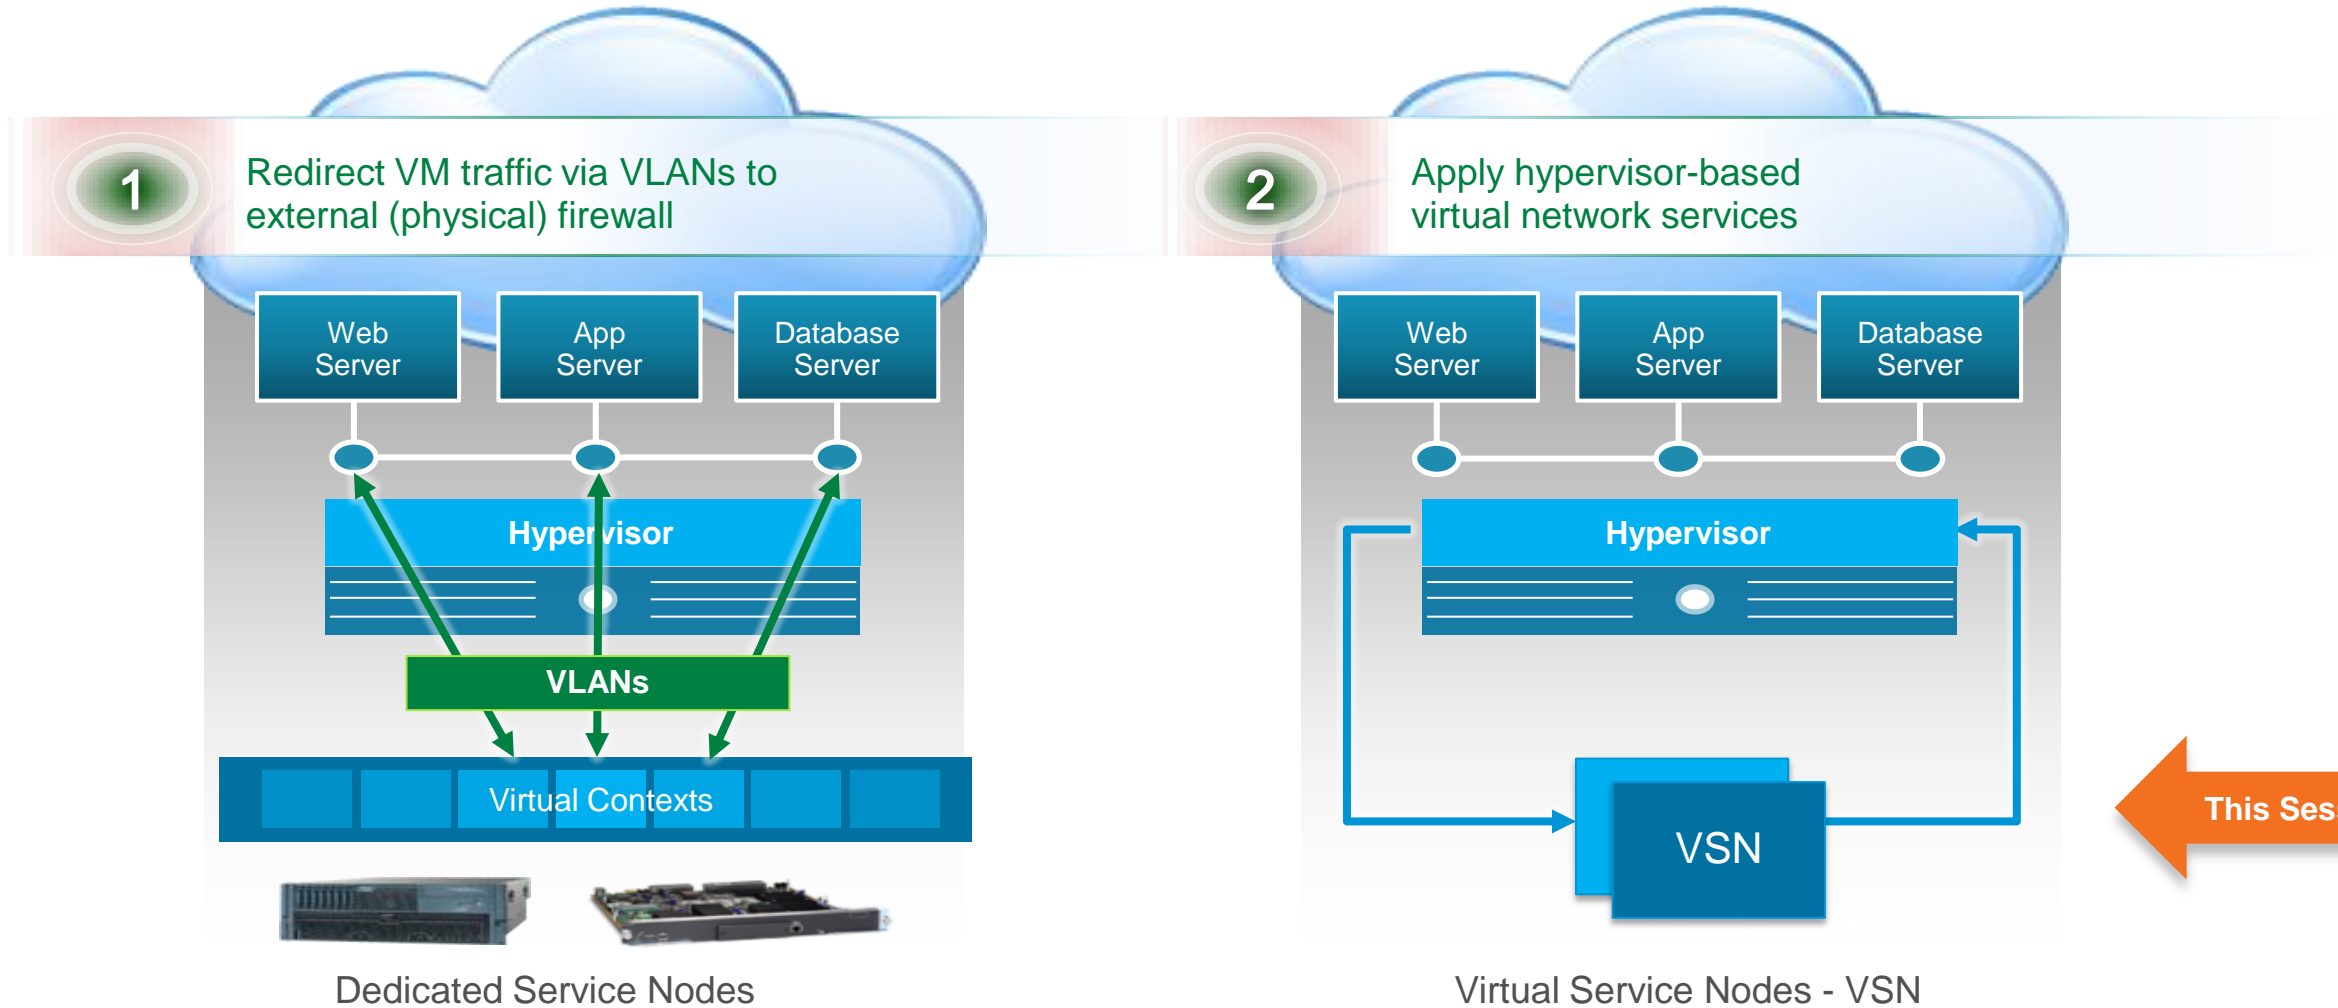 1
Redirect VM traffic via VLANs to
external (physical) firewall
Web
Server
App
Server
Database
Server
Hypervisor
VLANs
Virtual Contexts
Dedicated Service Nodes
2
Apply hypervisor-based
virtual network services
Web
Server
App
Server
Database
Server
Hypervisor
VSN
This
Virtual Service Nodes - VSN